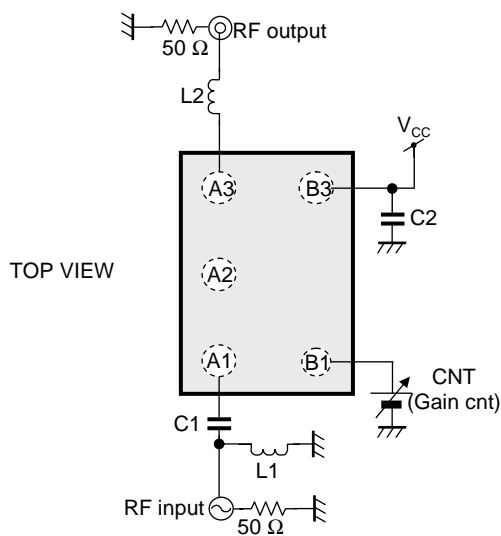 RF output
50 Ω
L2
V_CC
A3
B3
C2
TOP VIEW
A2
A1
B1
CNT
(Gain cnt)
C1
L1
RF input
50 Ω